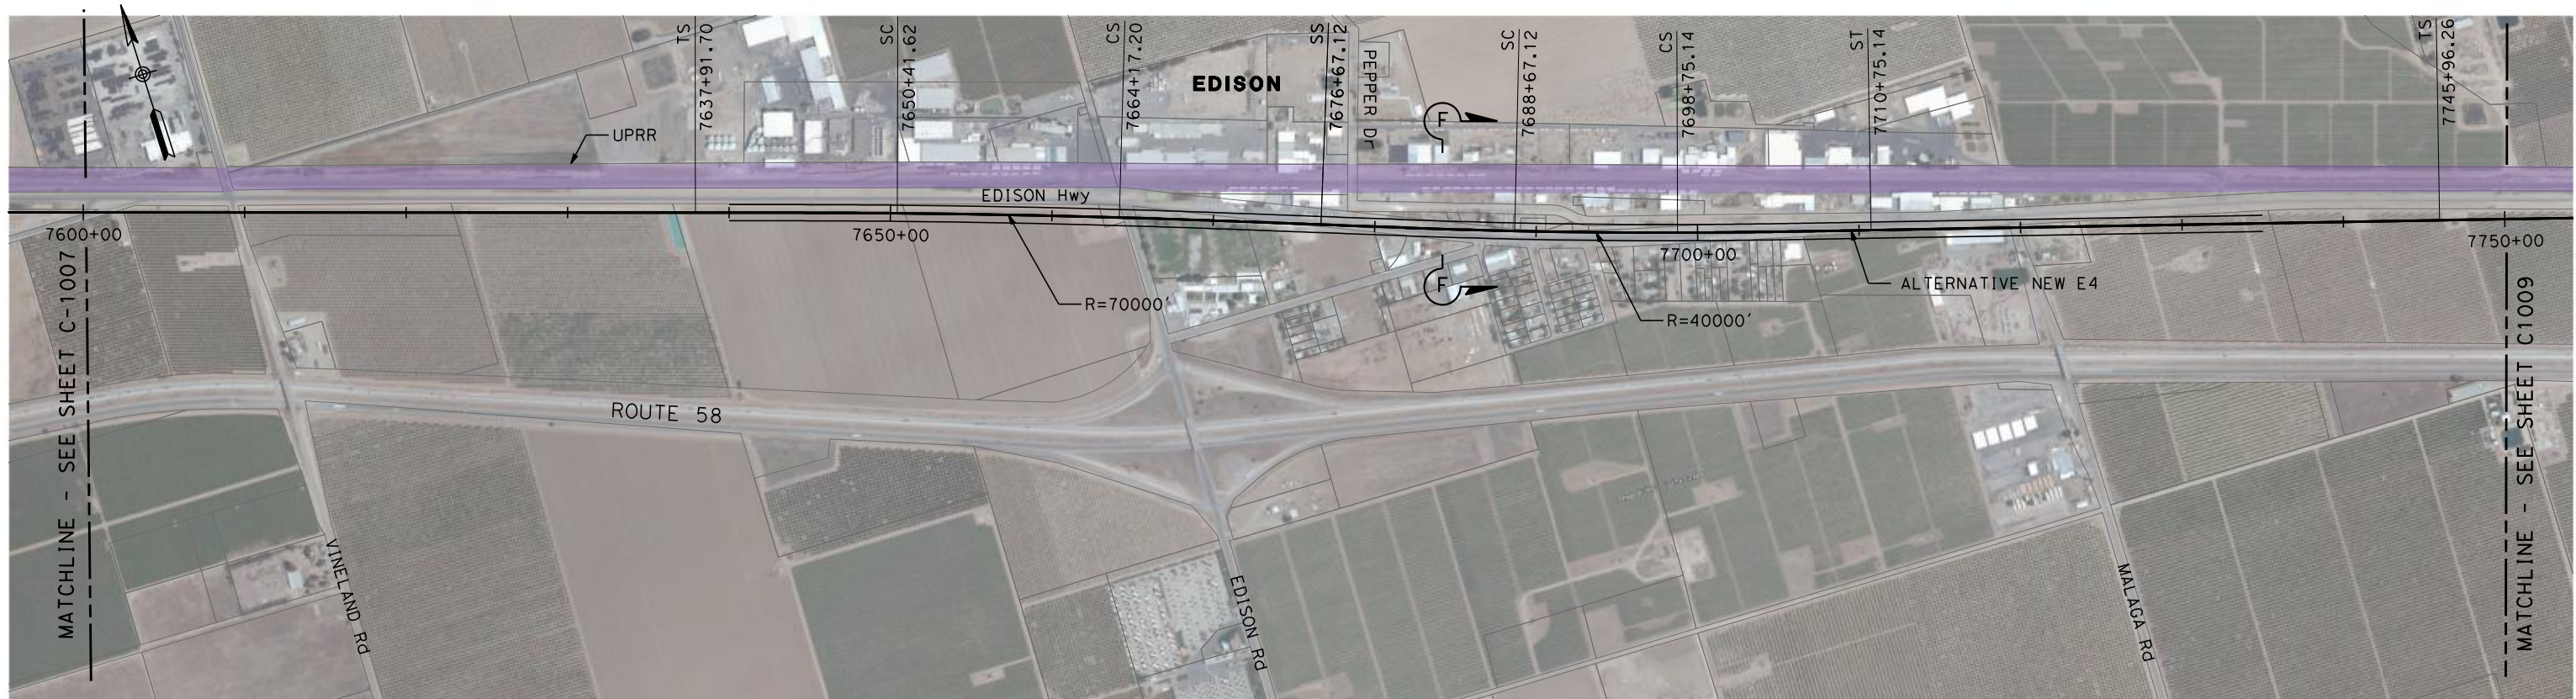 TS
7637+91.70
SC
7650+41.62
CS
7664+17.20
SS
7676+67.12
PEPPER Dr
SC
7688+67.12
CS
7698+75.14
ST
7710+75.14
TS
7745+96.26
EDISON
F
UPRR
EDISON Hwy
7600+00
7650+00
7700+00
7750+00
R=70000'
F
R=40000'
ALTERNATIVE NEW E4
MATCHLINE - SEE SHEET C-1007
MATCHLINE - SEE SHEET C1009
ROUTE 58
VINELAND Rd
EDISON Rd
MALAGA Rd